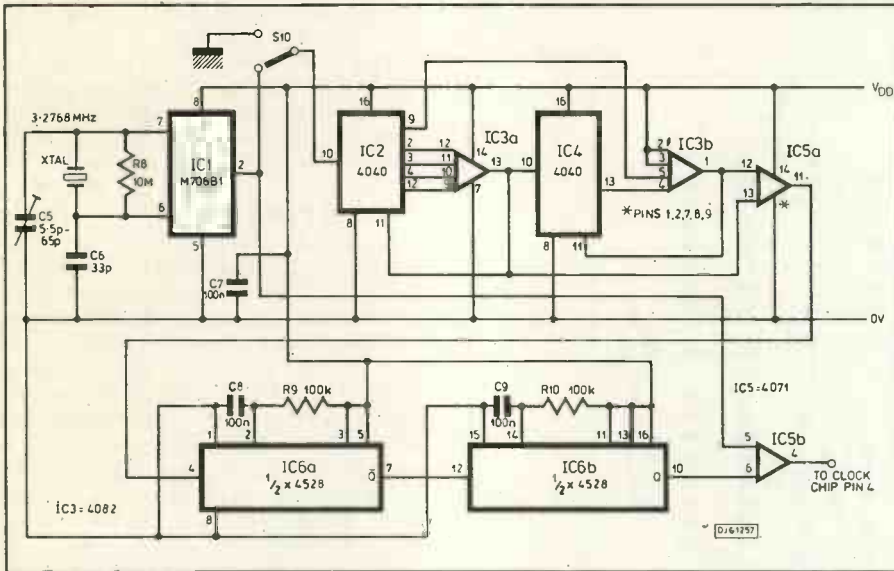 S10
3·2768MHz
XTAL
R8
10M
C5
5·5p-
65p
C6
33p
8
7
6
5
2
IC1
M706B1
C7
100n
16
10
IC2
4040
9
2
3
4
12
8
11
12
11
10
9
IC3a
14
13
7
16
10
IC4
4040
13
8
11
2
3
5
4
IC3b
1
*PINS 1,2,7,8,9
12
13
IC5a
14
11
*
VDD
0V
C8
100n
R9 100k
1
2
3
5
4
IC6a
½ x 4528
Q̅
7
8
C9
100n
R10 100k
15
14
11
13
16
12
IC6b
½ x 4528
Q
10
IC3 = 4082
IC5=4071
5
6
IC5b
4
TO CLOCK
CHIP PIN 4